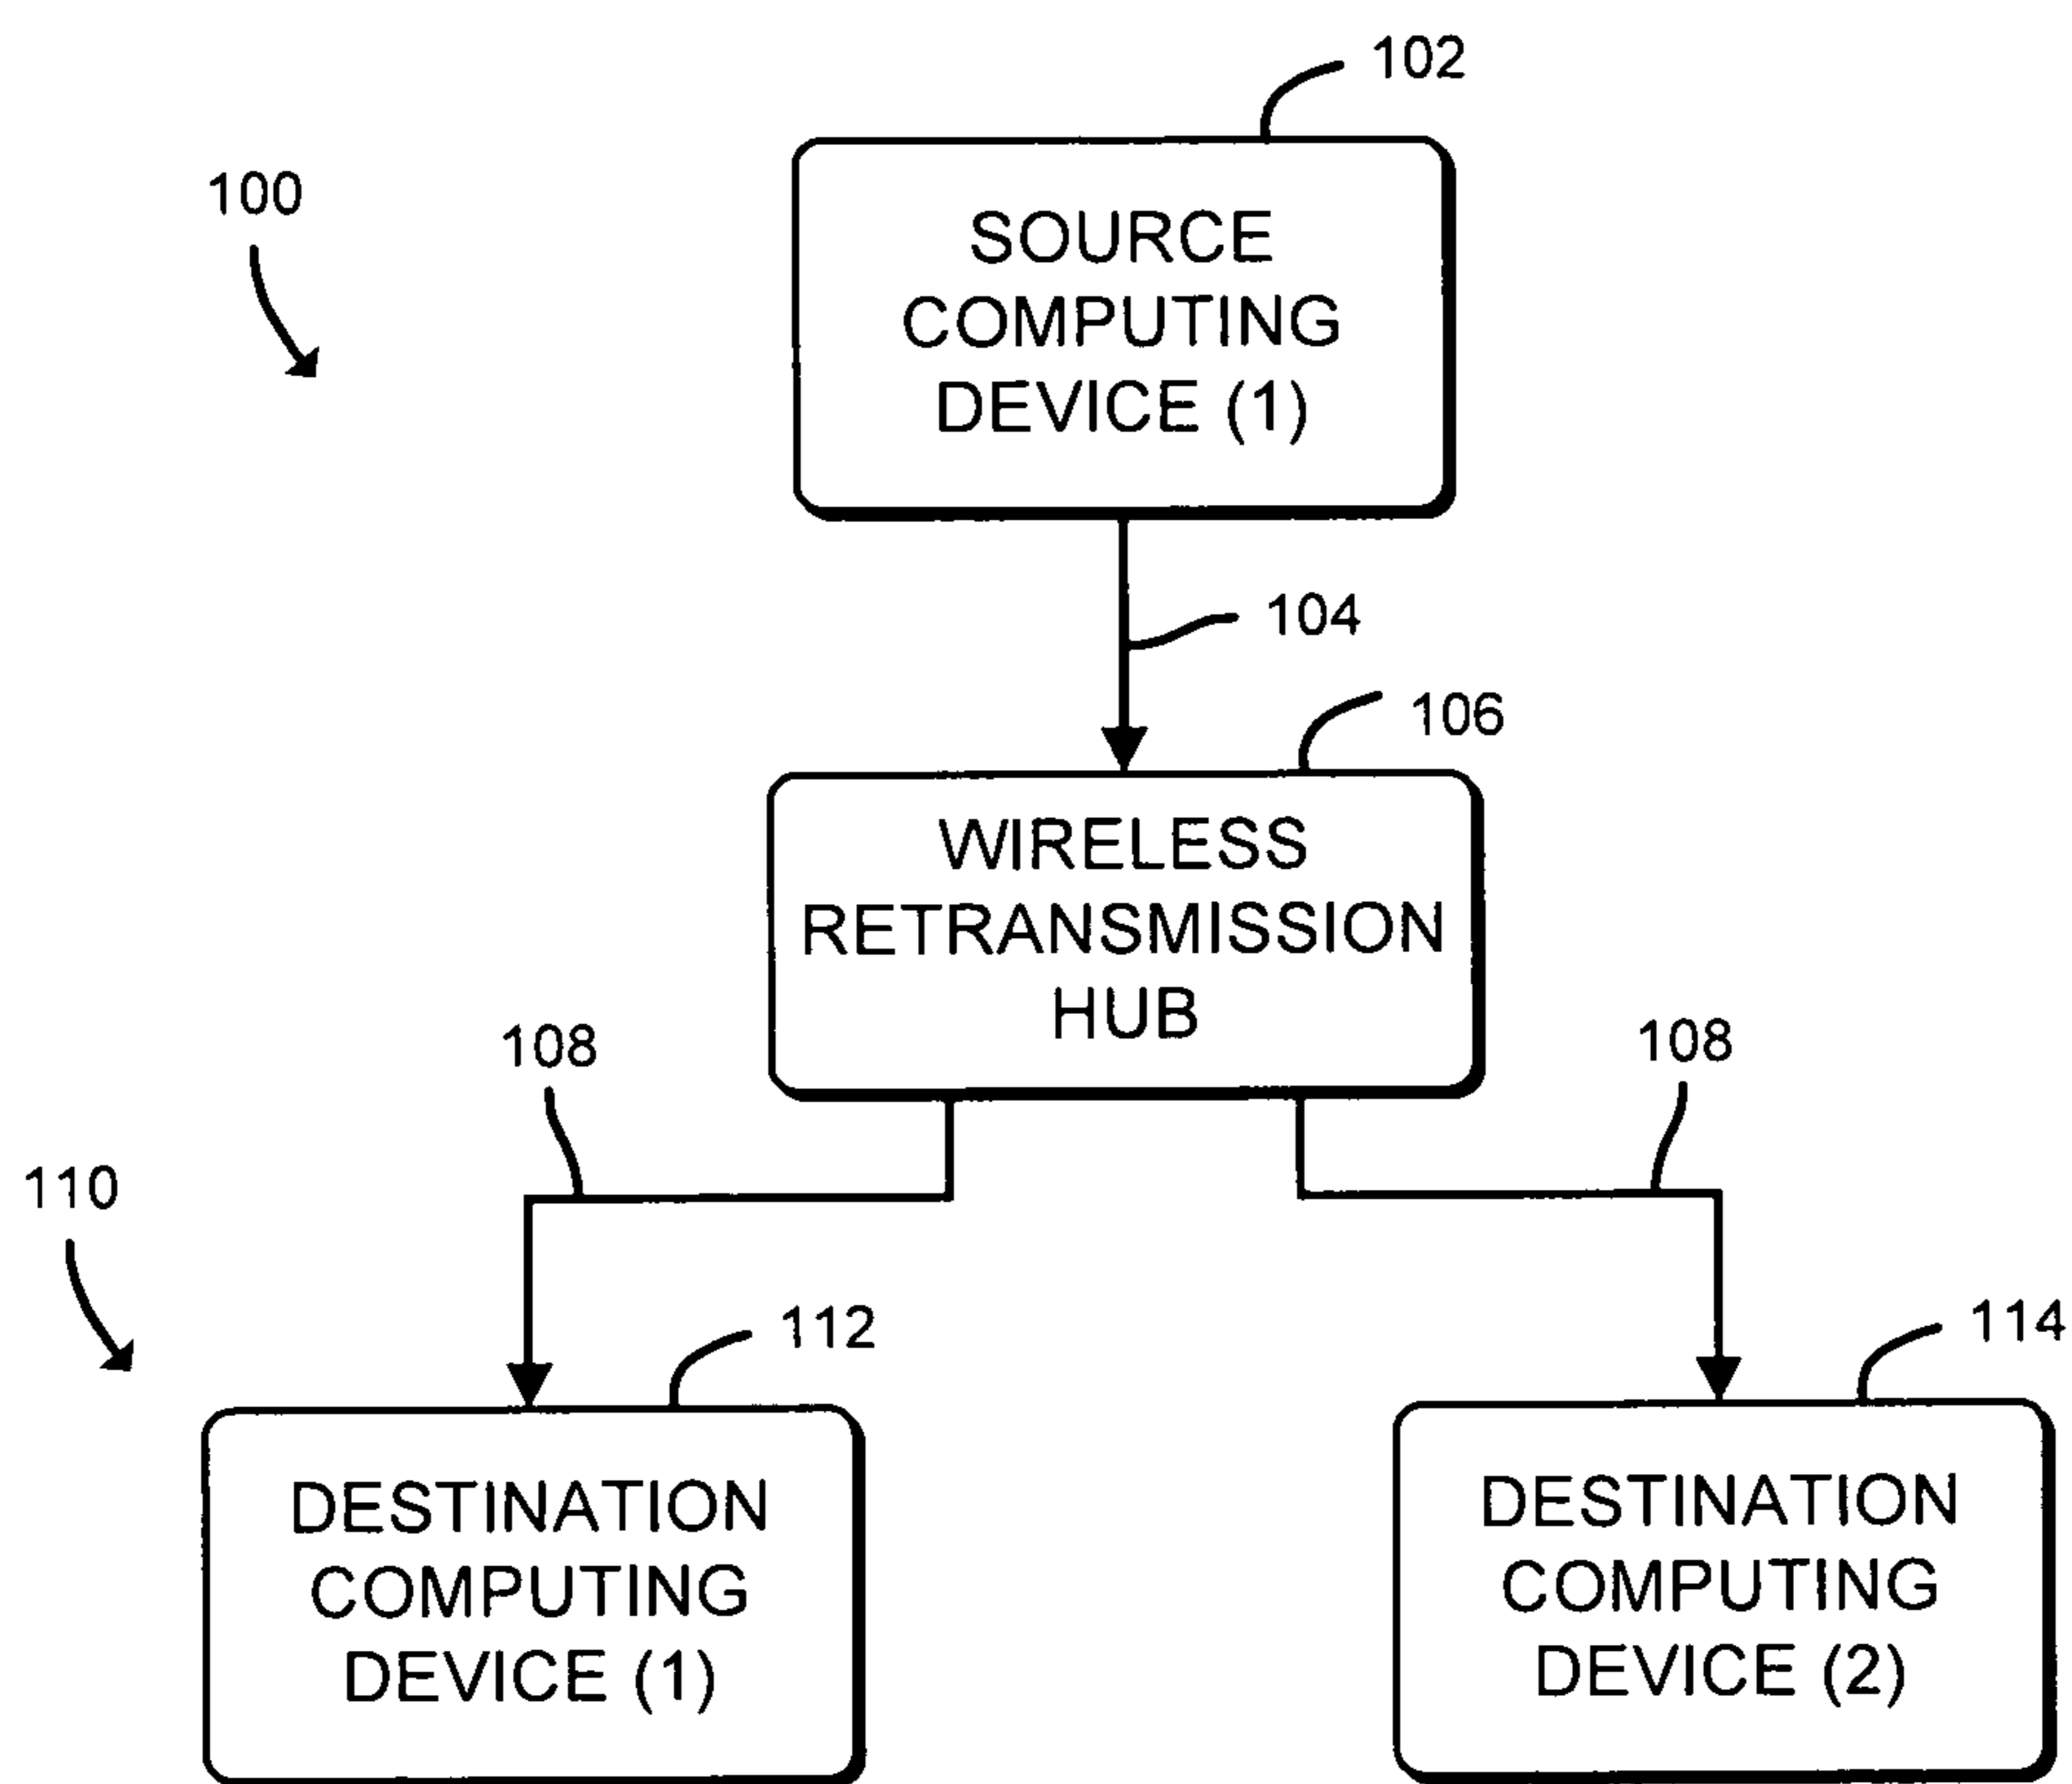 102
100
SOURCE
COMPUTING
DEVICE (1)
104
106
WIRELESS
RETRANSMISSION
HUB
108
108
110
112
114
DESTINATION
COMPUTING
DEVICE (1)
DESTINATION
COMPUTING
DEVICE (2)